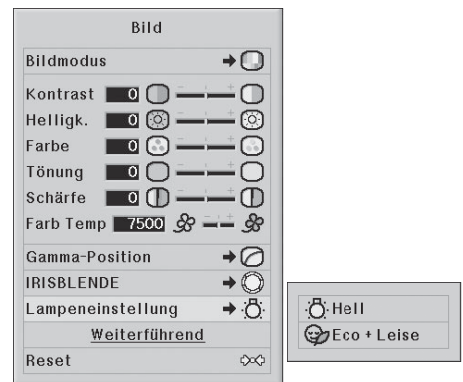 Bild
Bildmodus
Kontrast 0
Helligk. 0
Farbe 0
Tönung 0
Schärfe 0
Farb Temp 7500
Gamma-Position
IRISBLENDE
Lampeneinstellung
Hell
Eco + Leise
Weiterführend
Reset